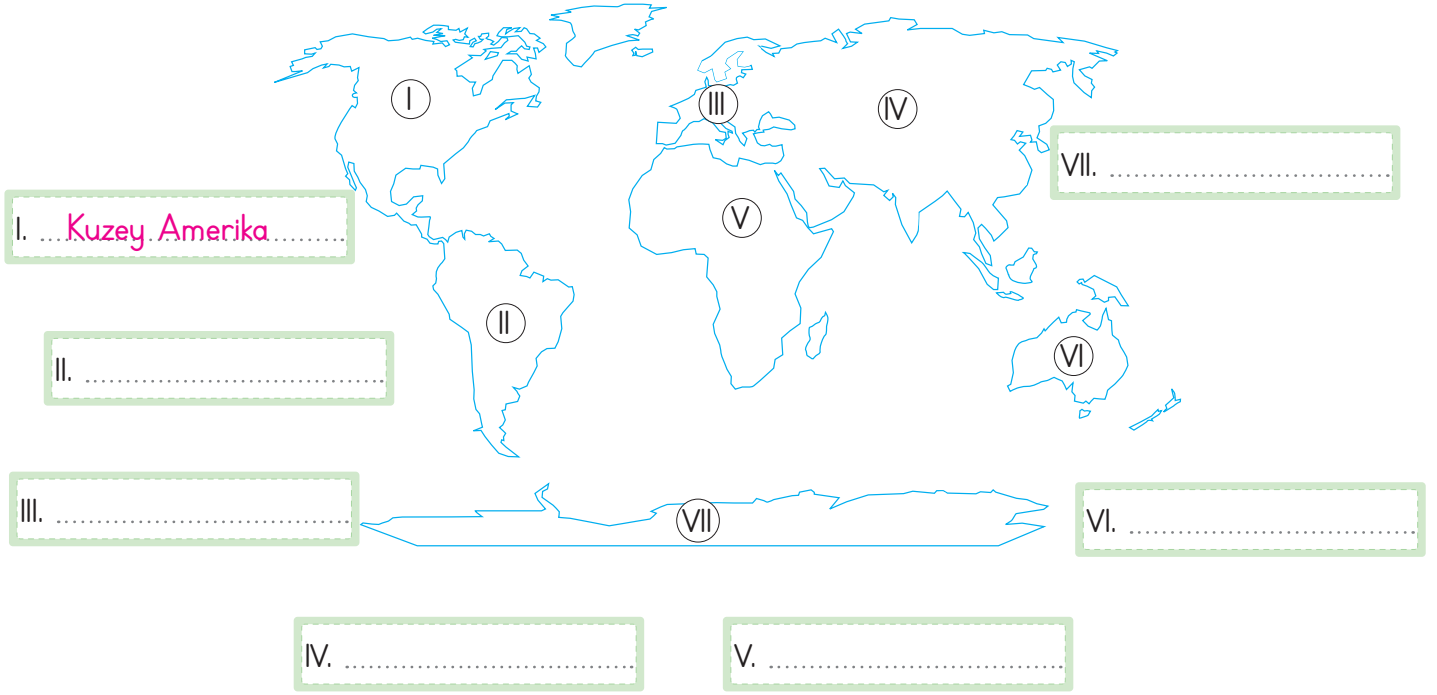 I
III
IV
VII. ........................................
V
I. Kuzey Amerika
II
VI
II. ........................................
III. ........................................
VII
VI. ........................................
IV. ........................................
V. ........................................